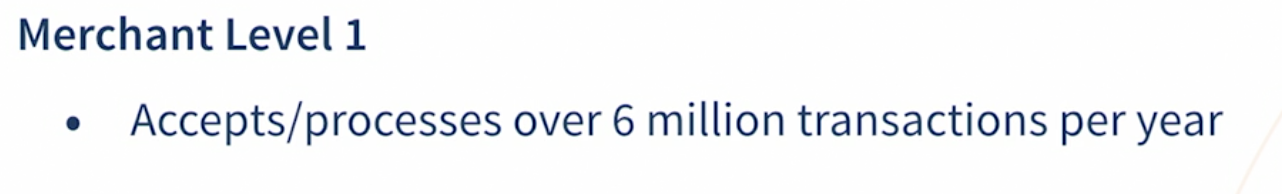 Merchant Level 1
• Accepts/processes over 6 million transactions per year